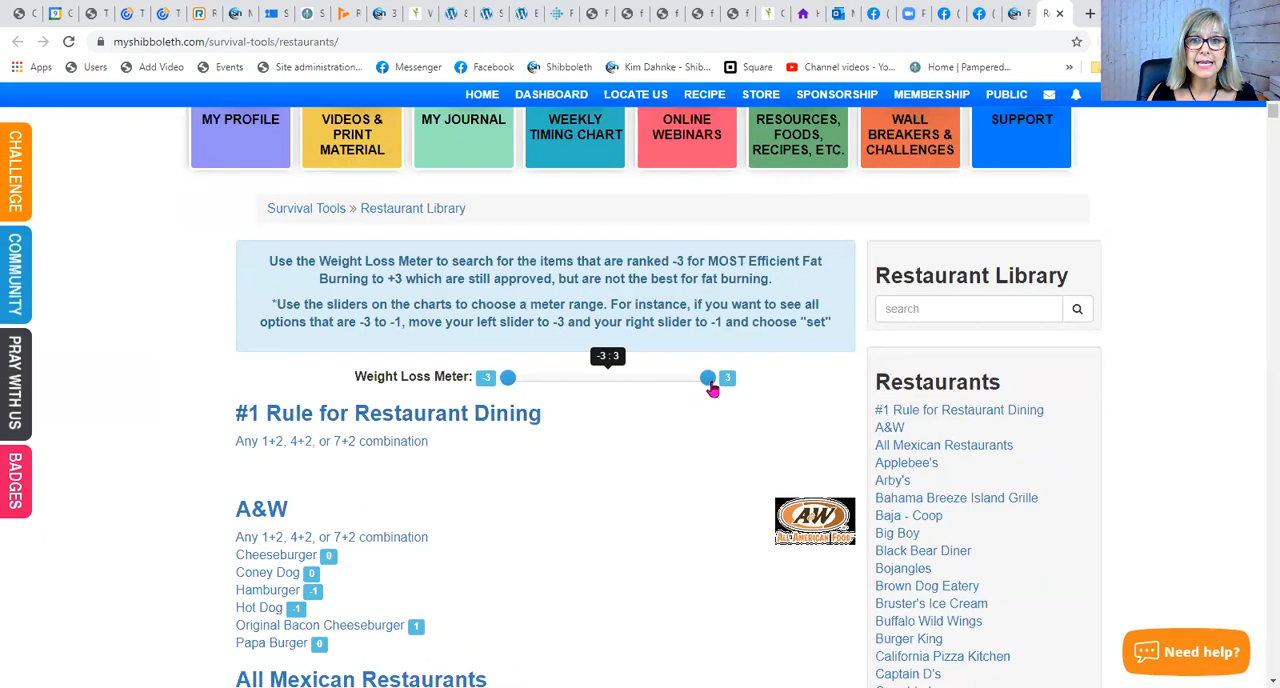 myshibboleth.com/survival-tools/restaurants/
Apps Users Add Video Events Site administration... Messenger Faceb Shibboleth Kim Dahnke - Shib... Square Channel videos - Yo... Home | Pampered... »
HOME DASHBOARD LOCATE US RECIPE STORE SPONSORSHIP MEMBERSHIP PUBLIC
MY PROFILE
VIDEOS &
PRINT
MATERIAL
MY JOURNAL
WEEKLY
TIMING CHART
ONLINE
WEBINARS
RESOURCES,
FOODS,
RECIPES, ETC.
WALL
BREAKERS &
CHALLENGES
SUPPORT
CHALLENGE
COMMUNITY
PRAY WITH US
BADGES
Survival Tools » Restaurant Library
Use the Weight Loss Meter to search for the items that are ranked -3 for MOST Efficient Fat
Burning to +3 which are still approved, but are not the best for fat burning.
*Use the sliders on the charts to choose a meter range. For instance, if you want to see all
options that are -3 to -1, move your left slider to -3 and your right slider to -1 and choose "set"
-3 : 3
Weight Loss Meter: -3 3
#1 Rule for Restaurant Dining
Any 1+2, 4+2, or 7+2 combination
A&W
A&W
ALL AMERICAN FOOD
Any 1+2, 4+2, or 7+2 combination
Cheeseburger 0
Coney Dog 0
Hamburger -1
Hot Dog -1
Original Bacon Cheeseburger 1
Papa Burger 0
All Mexican Restaurants
Restaurant Library
search
Restaurants
#1 Rule for Restaurant Dining
A&W
All Mexican Restaurants
Applebee's
Arby's
Bahama Breeze Island Grille
Baja - Coop
Big Boy
Black Bear Diner
Bojangles
Brown Dog Eatery
Bruster's Ice Cream
Buffalo Wild Wings
Burger King
California Pizza Kitchen
Captain D's
Need help?